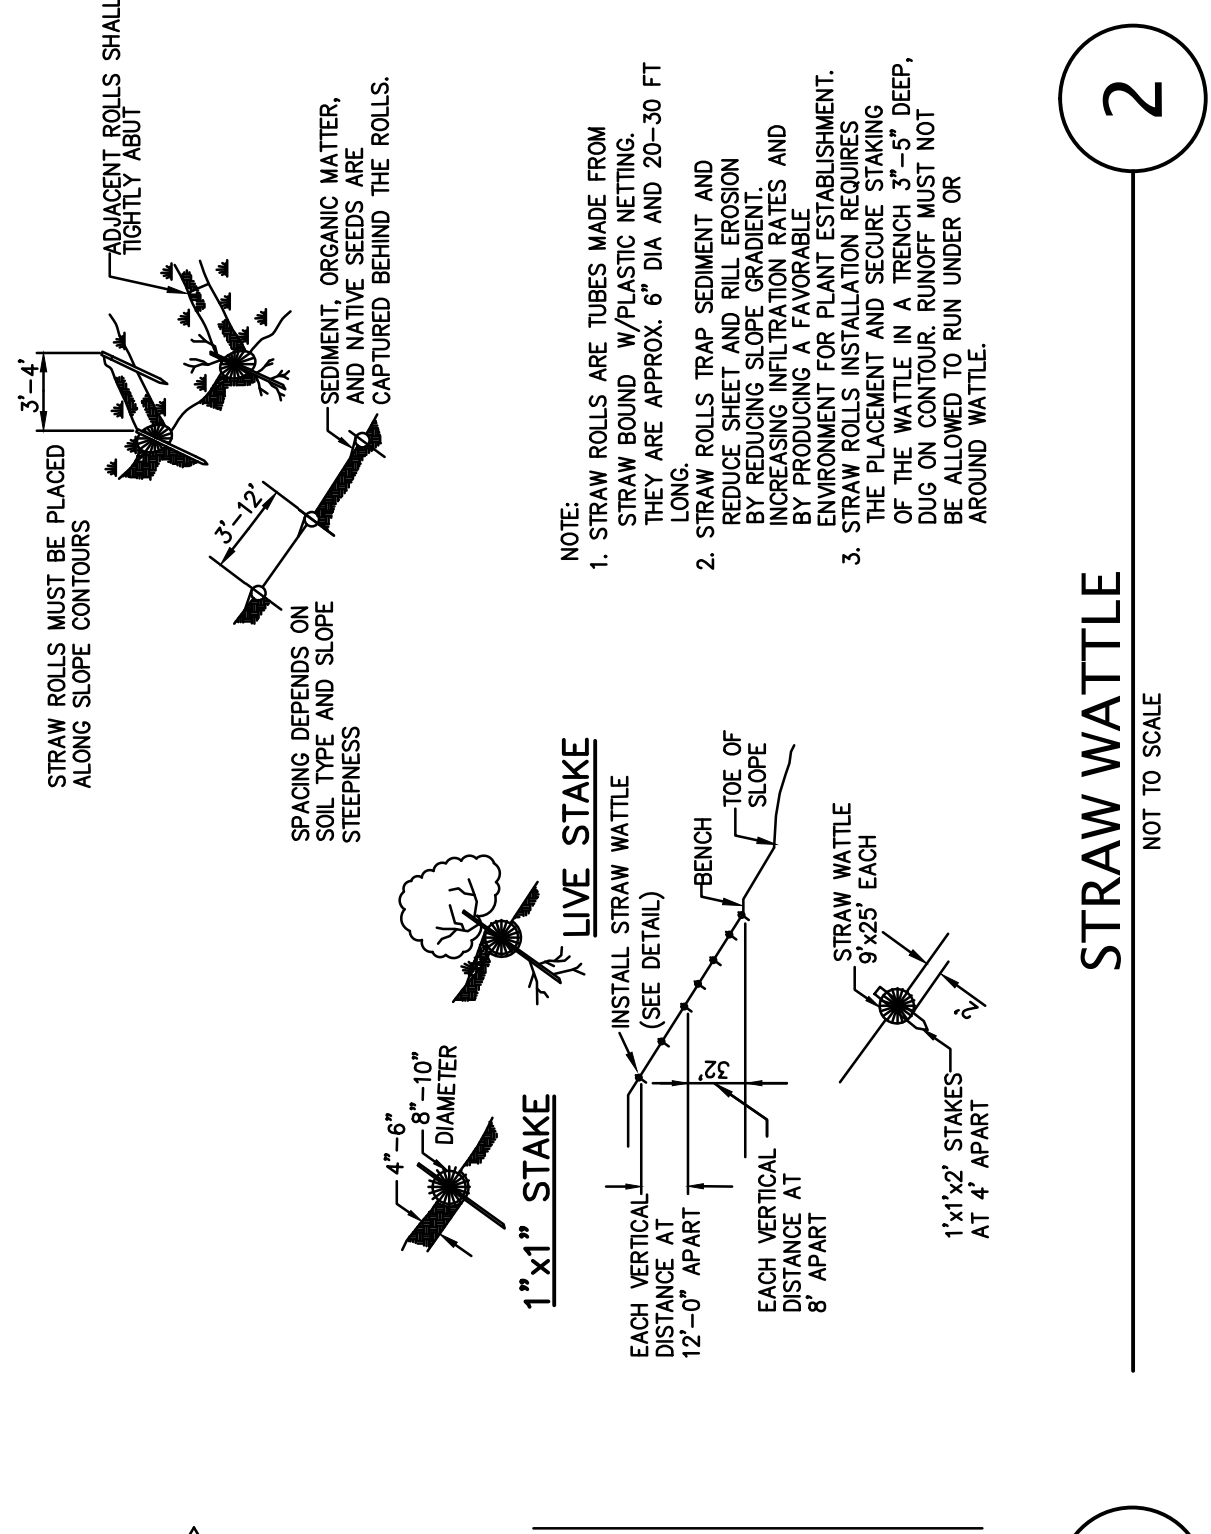 STRAW ROLLS MUST BE PLACED
ALONG SLOPE CONTOURS
3'-4'
ADJACENT ROLLS SHALL
TIGHTLY ABUT
3'-12'
SPACING DEPENDS ON
SOIL TYPE AND SLOPE
STEEPNESS
SEDIMENT, ORGANIC MATTER,
AND NATIVE SEEDS ARE
CAPTURED BEHIND THE ROLLS.
4"-6"
8"-10"
DIAMETER
1"x1" STAKE
LIVE STAKE
NOTE:
1. STRAW ROLLS ARE TUBES MADE FROM
STRAW BOUND W/PLASTIC NETTING.
THEY ARE APPROX. 6" DIA AND 20-30 FT
LONG.
2. STRAW ROLLS TRAP SEDIMENT AND
REDUCE SHEET AND RILL EROSION
BY REDUCING SLOPE GRADIENT.
INCREASING INFILTRATION RATES AND
BY PRODUCING A FAVORABLE
ENVIRONMENT FOR PLANT ESTABLISHMENT.
3. STRAW ROLLS INSTALLATION REQUIRES
THE PLACEMENT AND SECURE STAKING
OF THE WATTLE IN A TRENCH 3"-5" DEEP,
DUG ON CONTOUR. RUNOFF MUST NOT
BE ALLOWED TO RUN UNDER OR
AROUND WATTLE.
INSTALL STRAW WATTLE
(SEE DETAIL)
BENCH
TOE OF
SLOPE
EACH VERTICAL
DISTANCE AT
12'-0" APART
32'
EACH VERTICAL
DISTANCE AT
8' APART
STRAW WATTLE
9'x25' EACH
2'
1'x1'x2' STAKES
AT 4' APART
STRAW WATTLE
NOT TO SCALE
2